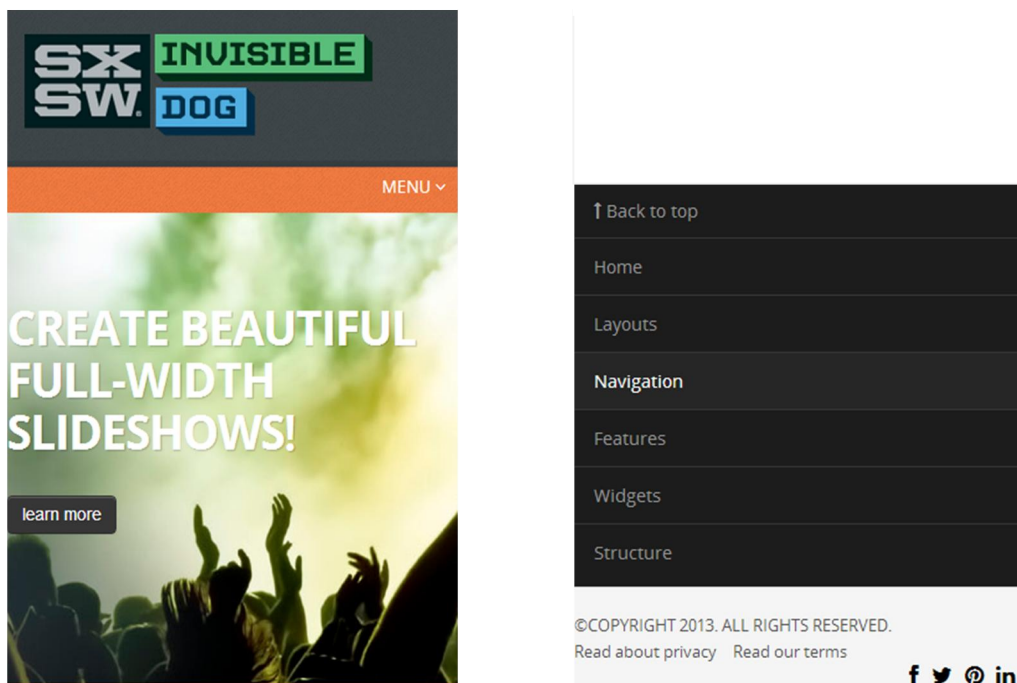 SX INVISIBLE
SW. DOG
MENU
CREATE BEAUTIFUL
FULL-WIDTH
SLIDESHOWS!
learn more
Back to top
Home
Layouts
Navigation
Features
Widgets
Structure
©COPYRIGHT 2013. ALL RIGHTS RESERVED.
Read about privacy Read our terms